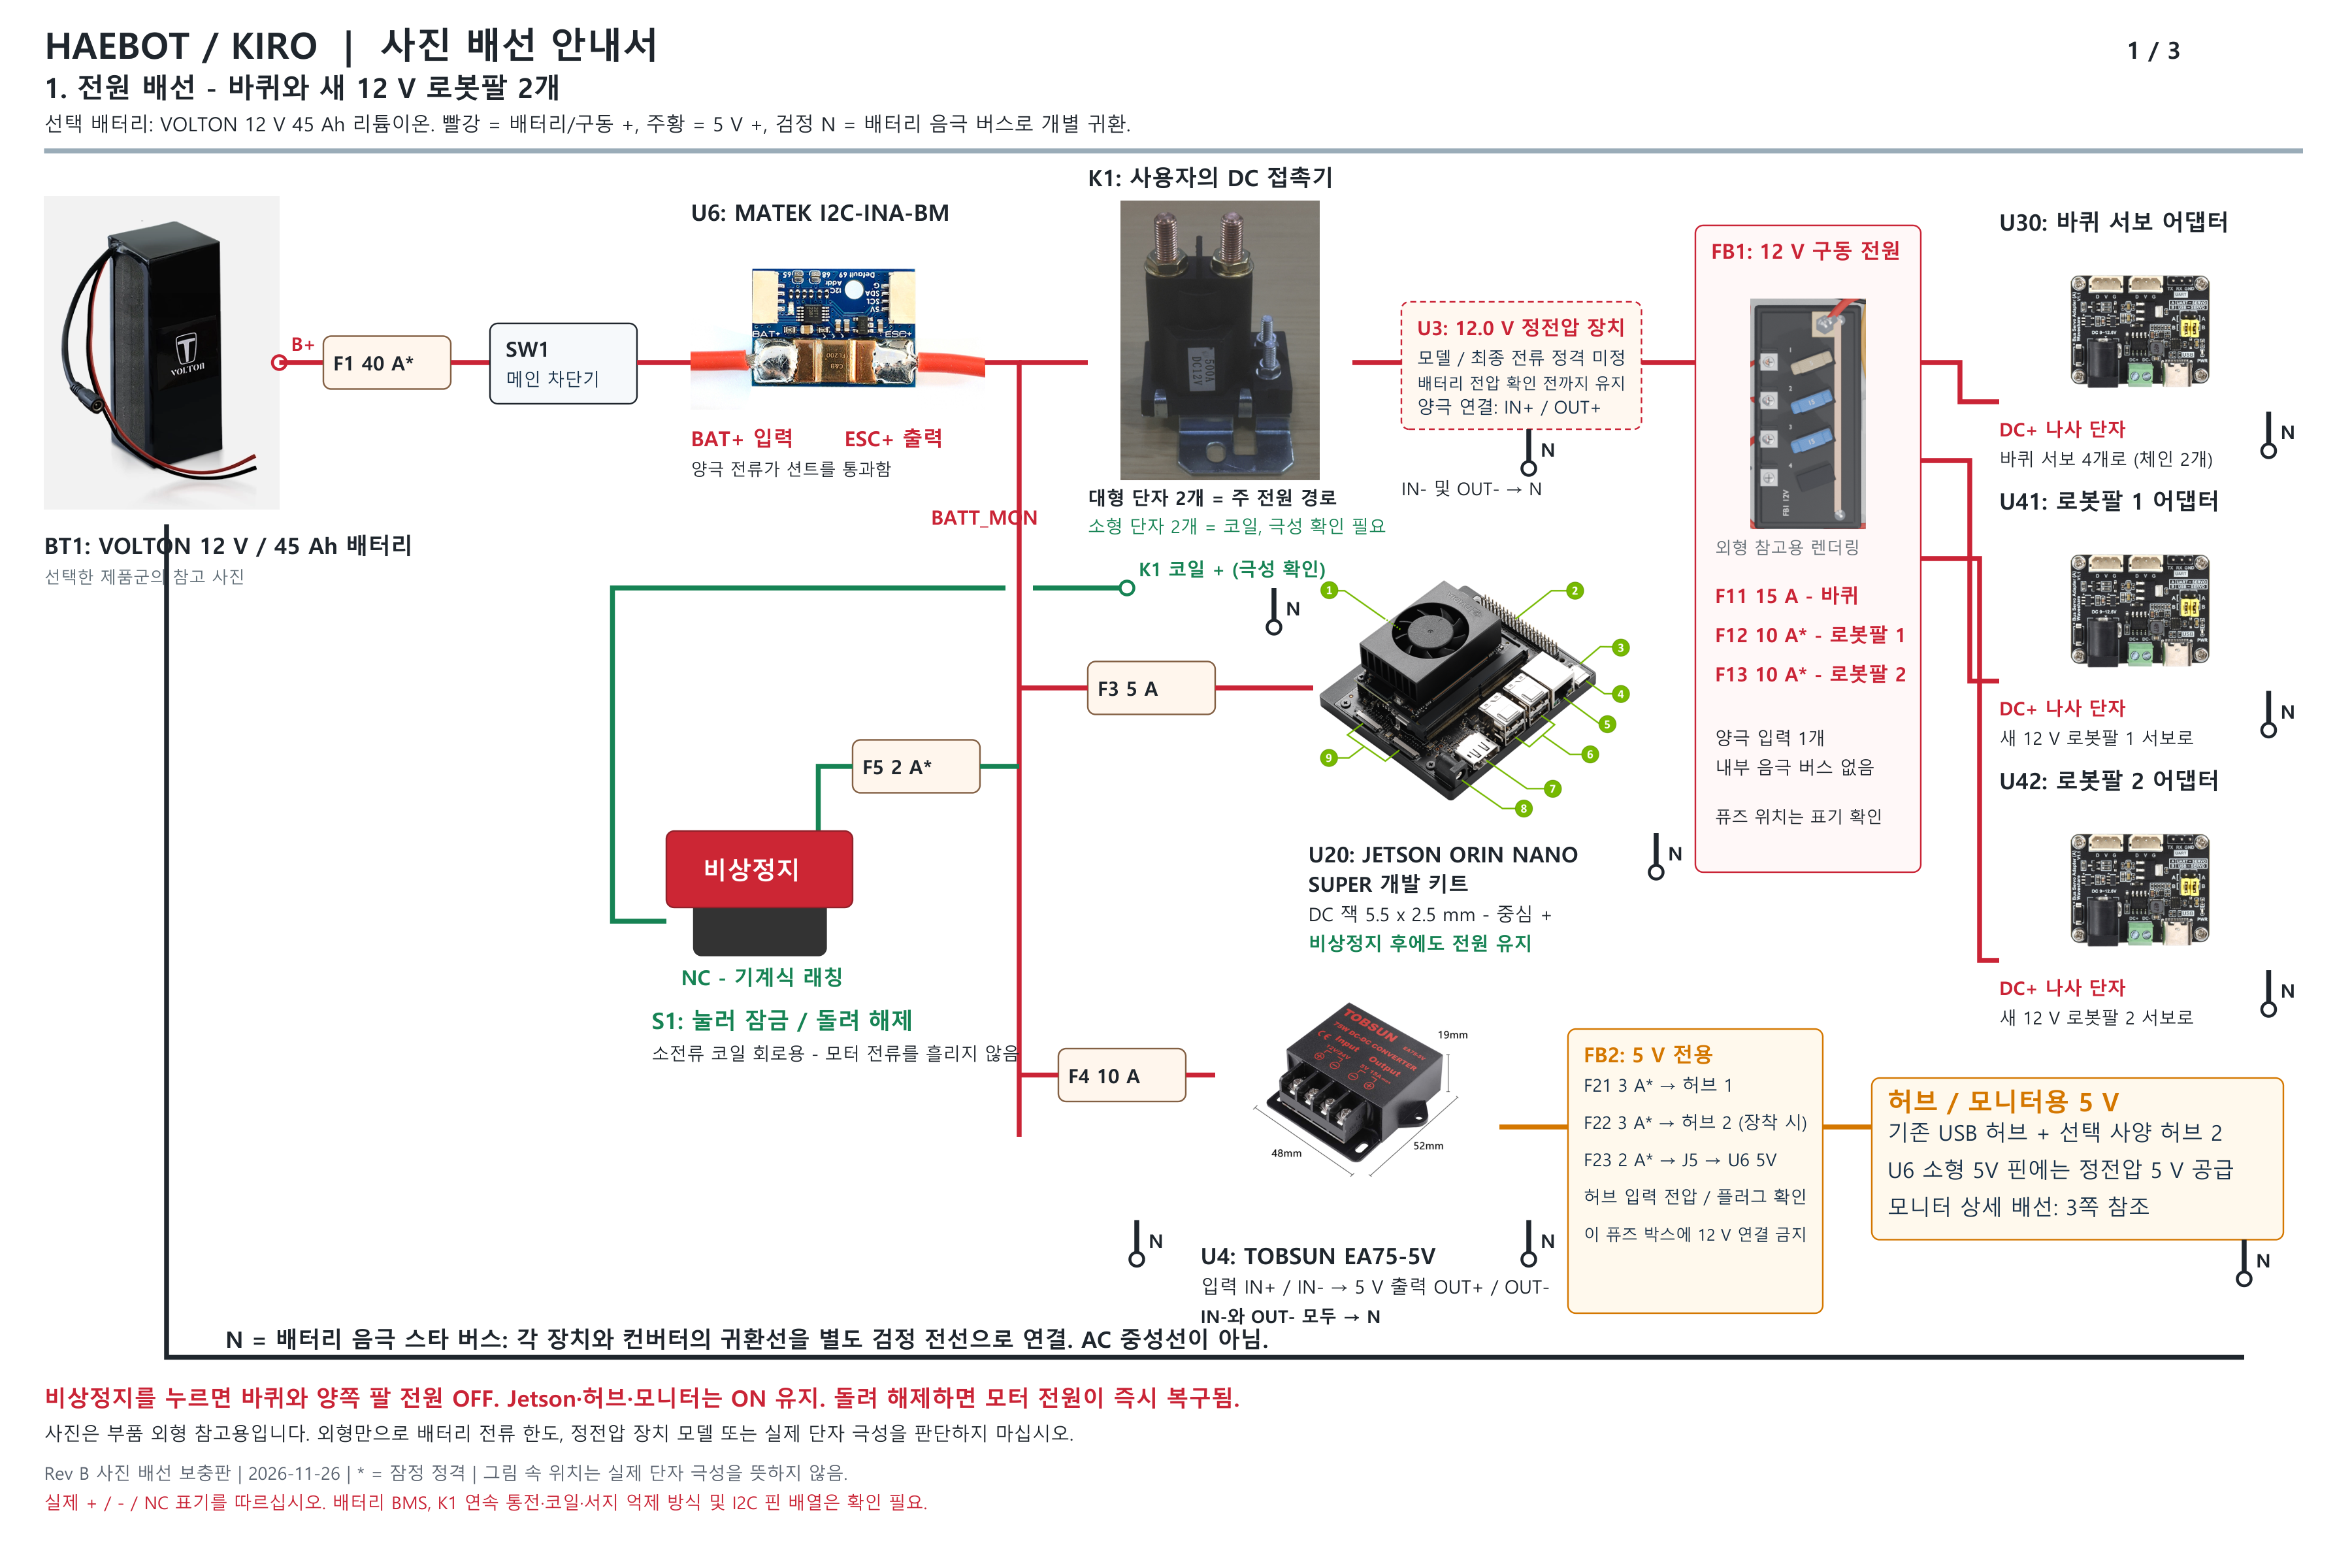 HAEBOT / KIRO | 사진 배선 안내서
1 / 3
1. 전원 배선 - 바퀴와 새 12 V 로봇팔 2개
선택 배터리: VOLTON 12 V 45 Ah 리튬이온. 빨강 = 배터리/구동 +, 주황 = 5 V +, 검정 N = 배터리 음극 버스로 개별 귀환.
VOLTON
BT1: VOLTON 12 V / 45 Ah 배터리
선택한 제품군의 참고 사진
B+
F1 40 A*
SW1
메인 차단기
U6: MATEK I2C-INA-BM
BAT+
ESC+
BAT+ 입력
ESC+ 출력
양극 전류가 션트를 통과함
BATT_MON
K1: 사용자의 DC 접촉기
대형 단자 2개 = 주 전원 경로
소형 단자 2개 = 코일, 극성 확인 필요
K1 코일 + (극성 확인)
N
U3: 12.0 V 정전압 장치
모델 / 최종 전류 정격 미정
배터리 전압 확인 전까지 유지
양극 연결: IN+ / OUT+
N
IN- 및 OUT- → N
FB1: 12 V 구동 전원
1
2
3
4
15
15
FB1 12V
외형 참고용 렌더링
F11 15 A - 바퀴
F12 10 A* - 로봇팔 1
F13 10 A* - 로봇팔 2
양극 입력 1개
내부 음극 버스 없음
퓨즈 위치는 표기 확인
U30: 바퀴 서보 어댑터
DC+ 나사 단자
바퀴 서보 4개로 (체인 2개)
N
U41: 로봇팔 1 어댑터
DC+ 나사 단자
새 12 V 로봇팔 1 서보로
N
U42: 로봇팔 2 어댑터
DC+ 나사 단자
새 12 V 로봇팔 2 서보로
N
F3 5 A
F5 2 A*
비상정지
NC - 기계식 래칭
S1: 눌러 잠금 / 돌려 해제
소전류 코일 회로용 - 모터 전류를 흘리지 않음
1
2
3
4
5
6
7
8
9
U20: JETSON ORIN NANO
SUPER 개발 키트
DC 잭 5.5 x 2.5 mm - 중심 +
비상정지 후에도 전원 유지
N
F4 10 A
TOBSUN
75W DC-DC CONVERTER
Input
Output
19mm
48mm
52mm
N
N
U4: TOBSUN EA75-5V
입력 IN+ / IN- → 5 V 출력 OUT+ / OUT-
IN-와 OUT- 모두 → N
FB2: 5 V 전용
F21 3 A* → 허브 1
F22 3 A* → 허브 2 (장착 시)
F23 2 A* → J5 → U6 5V
허브 입력 전압 / 플러그 확인
이 퓨즈 박스에 12 V 연결 금지
허브 / 모니터용 5 V
기존 USB 허브 + 선택 사양 허브 2
U6 소형 5V 핀에는 정전압 5 V 공급
모니터 상세 배선: 3쪽 참조
N
N = 배터리 음극 스타 버스: 각 장치와 컨버터의 귀환선을 별도 검정 전선으로 연결. AC 중성선이 아님.
비상정지를 누르면 바퀴와 양쪽 팔 전원 OFF. Jetson·허브·모니터는 ON 유지. 돌려 해제하면 모터 전원이 즉시 복구됨.
사진은 부품 외형 참고용입니다. 외형만으로 배터리 전류 한도, 정전압 장치 모델 또는 실제 단자 극성을 판단하지 마십시오.
Rev B 사진 배선 보충판 | 2026-11-26 | * = 잠정 정격 | 그림 속 위치는 실제 단자 극성을 뜻하지 않음.
실제 + / - / NC 표기를 따르십시오. 배터리 BMS, K1 연속 통전·코일·서지 억제 방식 및 I2C 핀 배열은 확인 필요.